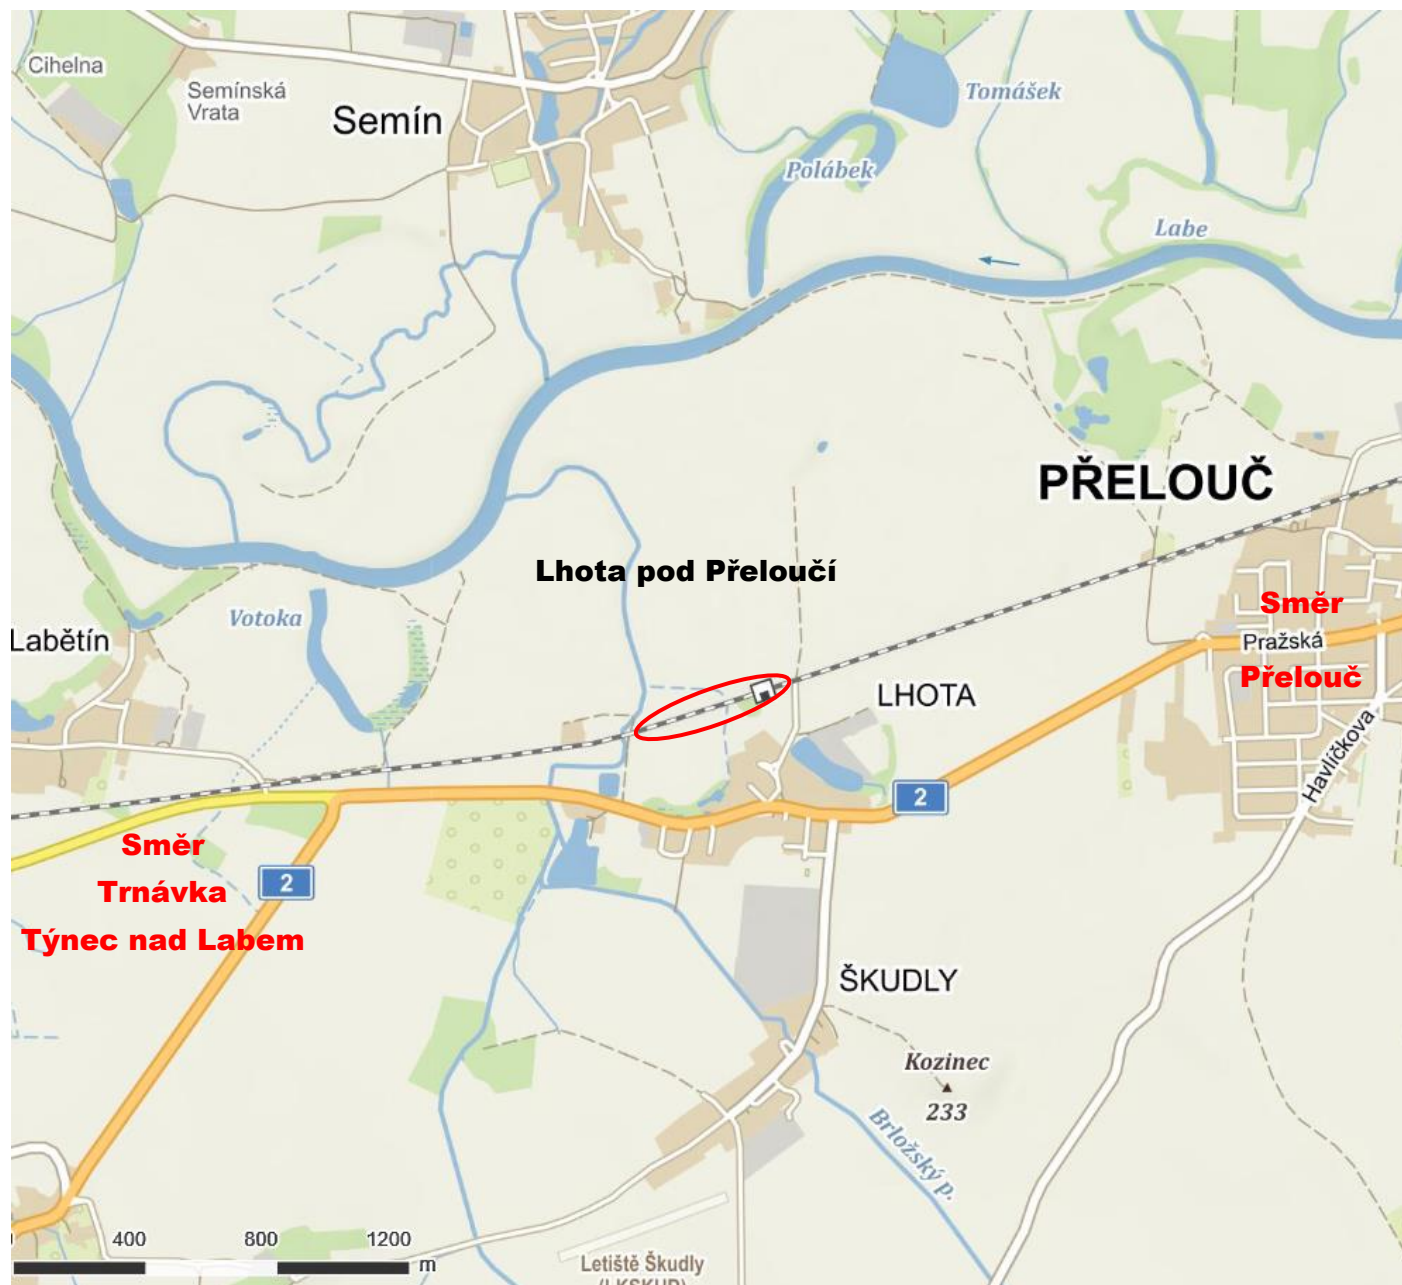 Cihelna
Semínská
Vrata
Semín
Tomášek
Polábek
Labe
PŘELOUČ
Lhota pod Přeloučí
Votoka
Labětín
Směr
Pražská
Přelouč
LHOTA
Havlíčkova
2
Směr
Trnávka
Týnec nad Labem
2
ŠKUDLY
Kozinec
233
Brložský p.
400
800
1200
m
Letiště Škudly